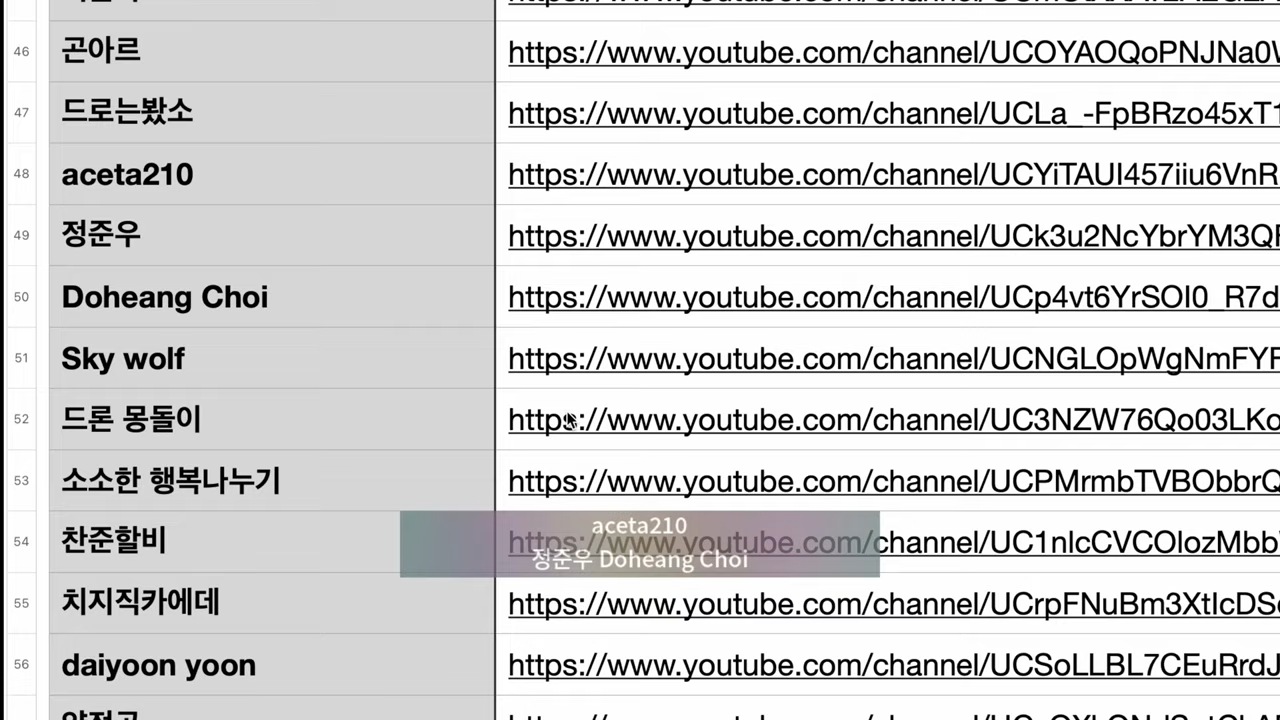 46 곤아르 https://www.youtube.com/channel/UCOYAOQoPNJNa0
47 드로는봤소 https://www.youtube.com/channel/UCLa_-FpBRzo45xT1
48 aceta210 https://www.youtube.com/channel/UCYiTAUI457iiu6VnR
49 정준우 https://www.youtube.com/channel/UCk3u2NcYbrYM3Q
50 Doheang Choi https://www.youtube.com/channel/UCp4vt6YrSOI0_R7d
51 Sky wolf https://www.youtube.com/channel/UCNGLOpWgNmFYF
52 드론 몽돌이 https://www.youtube.com/channel/UC3NZW76Qo03LKo
53 소소한 행복나누기 https://www.youtube.com/channel/UCPMrmbTVBObbrQ
aceta210
54 찬준할비 https://www.youtube.com/channel/UC1nlcCVCOlozMbb
정준우 Doheang Choi
55 치지직카에데 https://www.youtube.com/channel/UCrpFNuBm3XtlcDS
56 daiyoon yoon https://www.youtube.com/channel/UCSoLLBL7CEuRrdJ